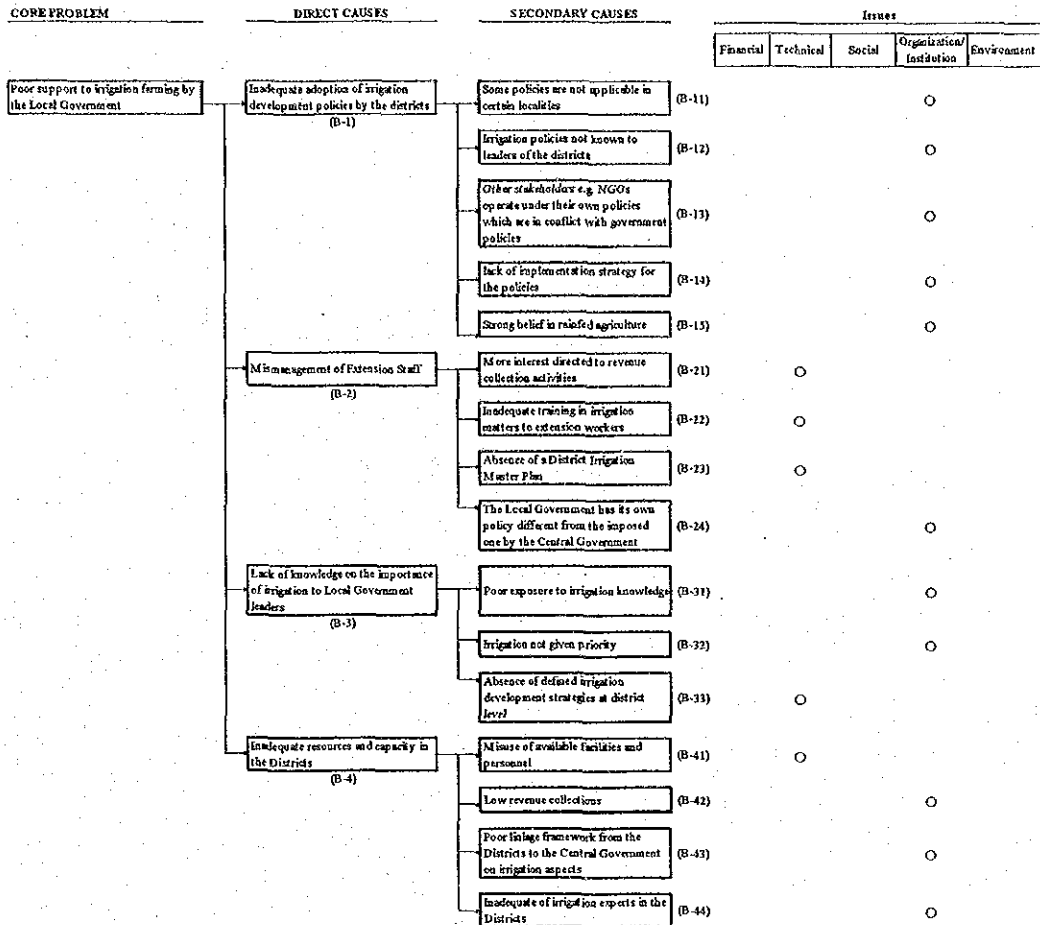 CORE PROBLEM
DIRECT CAUSES
SECONDARY CAUSES
Issues
Financial
Technical
Social
Organization/
Institution
Environment
Poor support to irrigation farming by
the Local Government
Inadequate adoption of irrigation
development policies by the districts
(B-1)
Some policies are not applicable in
certain localities
(B-11)
Irrigation policies not known to
leaders of the districts
(B-12)
Other stakeholders e.g. NGOs
operate under their own policies
which are in conflict with government
policies
(B-13)
lack of implementation strategy for
the policies
(B-14)
Strong belief in rainfed agriculture
(B-15)
Mismanagement of Extension Staff
(B-2)
More interest directed to revenue
collection activities
(B-21)
Inadequate training in irrigation
matters to extension workers
(B-22)
Absence of a District Irrigation
Master Plan
(B-23)
The Local Government has its own
policy different from the imposed
one by the Central Government
(B-24)
Lack of knowledge on the importance
of irrigation to Local Government
leaders
(B-3)
Poor exposere to irrigation knowledge
(B-31)
Irrigation not given priority
(B-32)
Absence of defined irrigation
development strategies at district
level
(B-33)
Inadequate resources and capacity in
the Districts
(B-4)
Misuse of available facilities and
personnel
(B-41)
Low revenue collections
(B-42)
Poor linlage framework from the
Districts to the Central Government
on irrigation aspects
(B-43)
Inadequate of irrigation experts in the
Districts
(B-44)